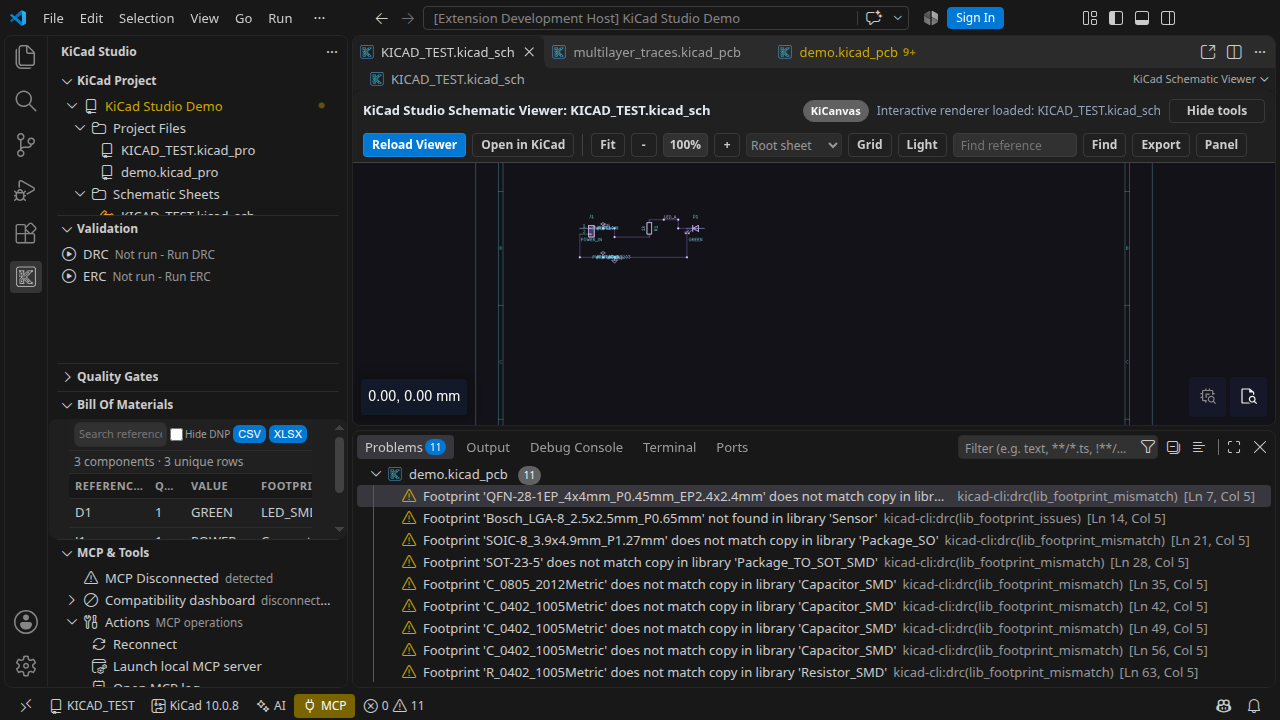 File Edit Selection View Go Run ···
[Extension Development Host] KiCad Studio Demo
Sign In
KiCad Studio
KiCad Project
KiCad Studio Demo
Project Files
KICAD_TEST.kicad_pro
demo.kicad_pro
Schematic Sheets
KICAD_TEST.kicad_sch
Validation
DRC Not run - Run DRC
ERC Not run - Run ERC
Quality Gates
Bill Of Materials
Search referenc
Hide DNP
CSV
XLSX
3 components · 3 unique rows
REFERENC... Q... VALUE FOOTPRI
D1 1 GREEN LED_SMI
MCP & Tools
MCP Disconnected detected
Compatibility dashboard disconnect...
Actions MCP operations
Reconnect
Launch local MCP server
Open MCP log
KICAD_TEST.kicad_sch
multilayer_traces.kicad_pcb
demo.kicad_pcb 9+
KICAD_TEST.kicad_sch
KiCad Schematic Viewer
KiCad Studio Schematic Viewer: KICAD_TEST.kicad_sch
KiCanvas
Interactive renderer loaded: KICAD_TEST.kicad_sch
Hide tools
Reload Viewer
Open in KiCad
Fit
-
100%
+
Root sheet
Grid
Light
Find reference
Find
Export
Panel
GREEN
0.00, 0.00 mm
Problems 11
Output
Debug Console
Terminal
Ports
Filter (e.g. text, **/*.ts, !**/...
demo.kicad_pcb 11
Footprint 'QFN-28-1EP_4x4mm_P0.45mm_EP2.4x2.4mm' does not match copy in libr... kicad-cli:drc(lib_footprint_mismatch) [Ln 7, Col 5]
Footprint 'Bosch_LGA-8_2.5x2.5mm_P0.65mm' not found in library 'Sensor' kicad-cli:drc(lib_footprint_issues) [Ln 14, Col 5]
Footprint 'SOIC-8_3.9x4.9mm_P1.27mm' does not match copy in library 'Package_SO' kicad-cli:drc(lib_footprint_mismatch) [Ln 21, Col 5]
Footprint 'SOT-23-5' does not match copy in library 'Package_TO_SOT_SMD' kicad-cli:drc(lib_footprint_mismatch) [Ln 28, Col 5]
Footprint 'C_0805_2012Metric' does not match copy in library 'Capacitor_SMD' kicad-cli:drc(lib_footprint_mismatch) [Ln 35, Col 5]
Footprint 'C_0402_1005Metric' does not match copy in library 'Capacitor_SMD' kicad-cli:drc(lib_footprint_mismatch) [Ln 42, Col 5]
Footprint 'C_0402_1005Metric' does not match copy in library 'Capacitor_SMD' kicad-cli:drc(lib_footprint_mismatch) [Ln 49, Col 5]
Footprint 'C_0402_1005Metric' does not match copy in library 'Capacitor_SMD' kicad-cli:drc(lib_footprint_mismatch) [Ln 56, Col 5]
Footprint 'R_0402_1005Metric' does not match copy in library 'Resistor_SMD' kicad-cli:drc(lib_footprint_mismatch) [Ln 63, Col 5]
KICAD_TEST
KiCad 10.0.8
AI
MCP
0
11